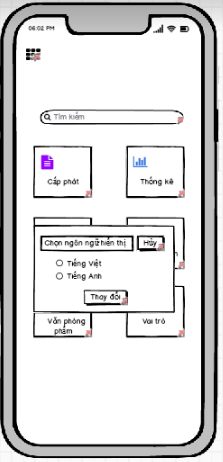 06:02 PM
Tìm kiếm
Cấp phát
Thống kê
Chọn ngôn ngữ hiển thị
Hủy
Tiếng Việt
Tiếng Anh
Thay đổi
Văn phòng
phẩm
Vai trò